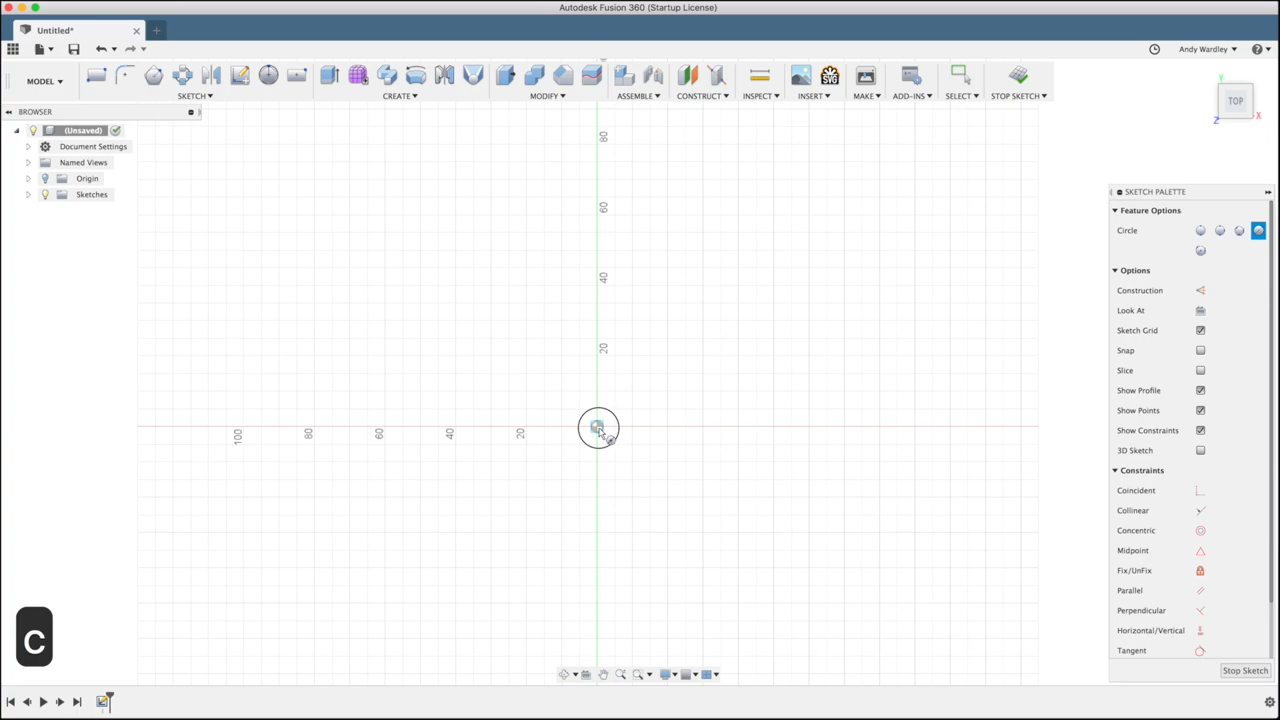 Autodesk Fusion 360 (Startup License)
Untitled*
Andy Wardley
MODEL
SKETCH
CREATE
MODIFY
ASSEMBLE
CONSTRUCT
INSPECT
SVG
INSERT
MAKE
ADD-INS
SELECT
STOP SKETCH
TOP
Y
X
Z
BROWSER
(Unsaved)
Document Settings
Named Views
Origin
Sketches
80
60
40
20
100
80
60
40
20
SKETCH PALETTE
Feature Options
Circle
Options
Construction
Look At
Sketch Grid
Snap
Slice
Show Profile
Show Points
Show Constraints
3D Sketch
Constraints
Coincident
Collinear
Concentric
Midpoint
Fix/UnFix
Parallel
Perpendicular
Horizontal/Vertical
Tangent
Stop Sketch
C